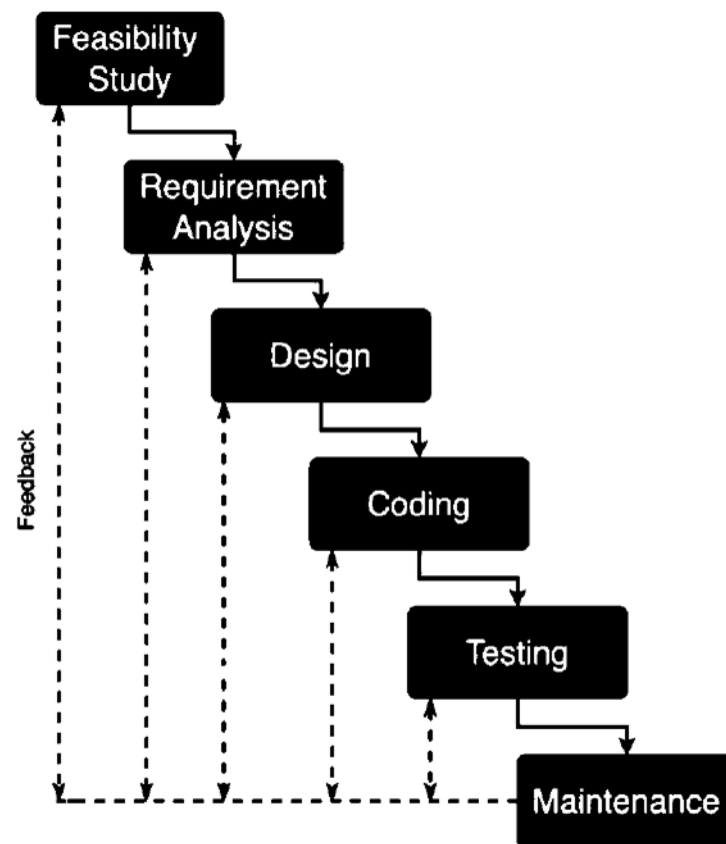 Feasibility
Study
Requirement
Analysis
Design
Coding
Feedback
Testing
Maintenance